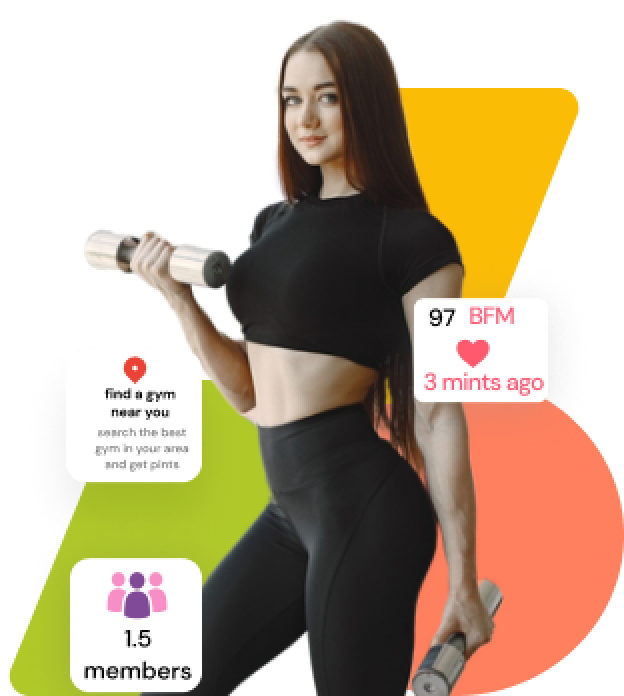 97 BFM
3 mints ago
find a gym
near you
search the best
gym in your area
and get pints
1.5
members